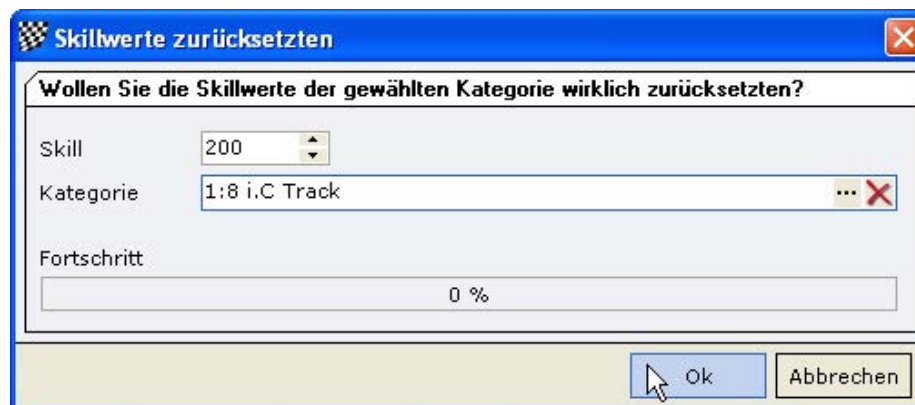 Skillwerte zurücksetzten
Wollen Sie die Skillwerte der gewählten Kategorie wirklich zurücksetzten?
Skill 200
Kategorie 1:8 i.C Track ...
Fortschritt
0 %
Ok Abbrechen